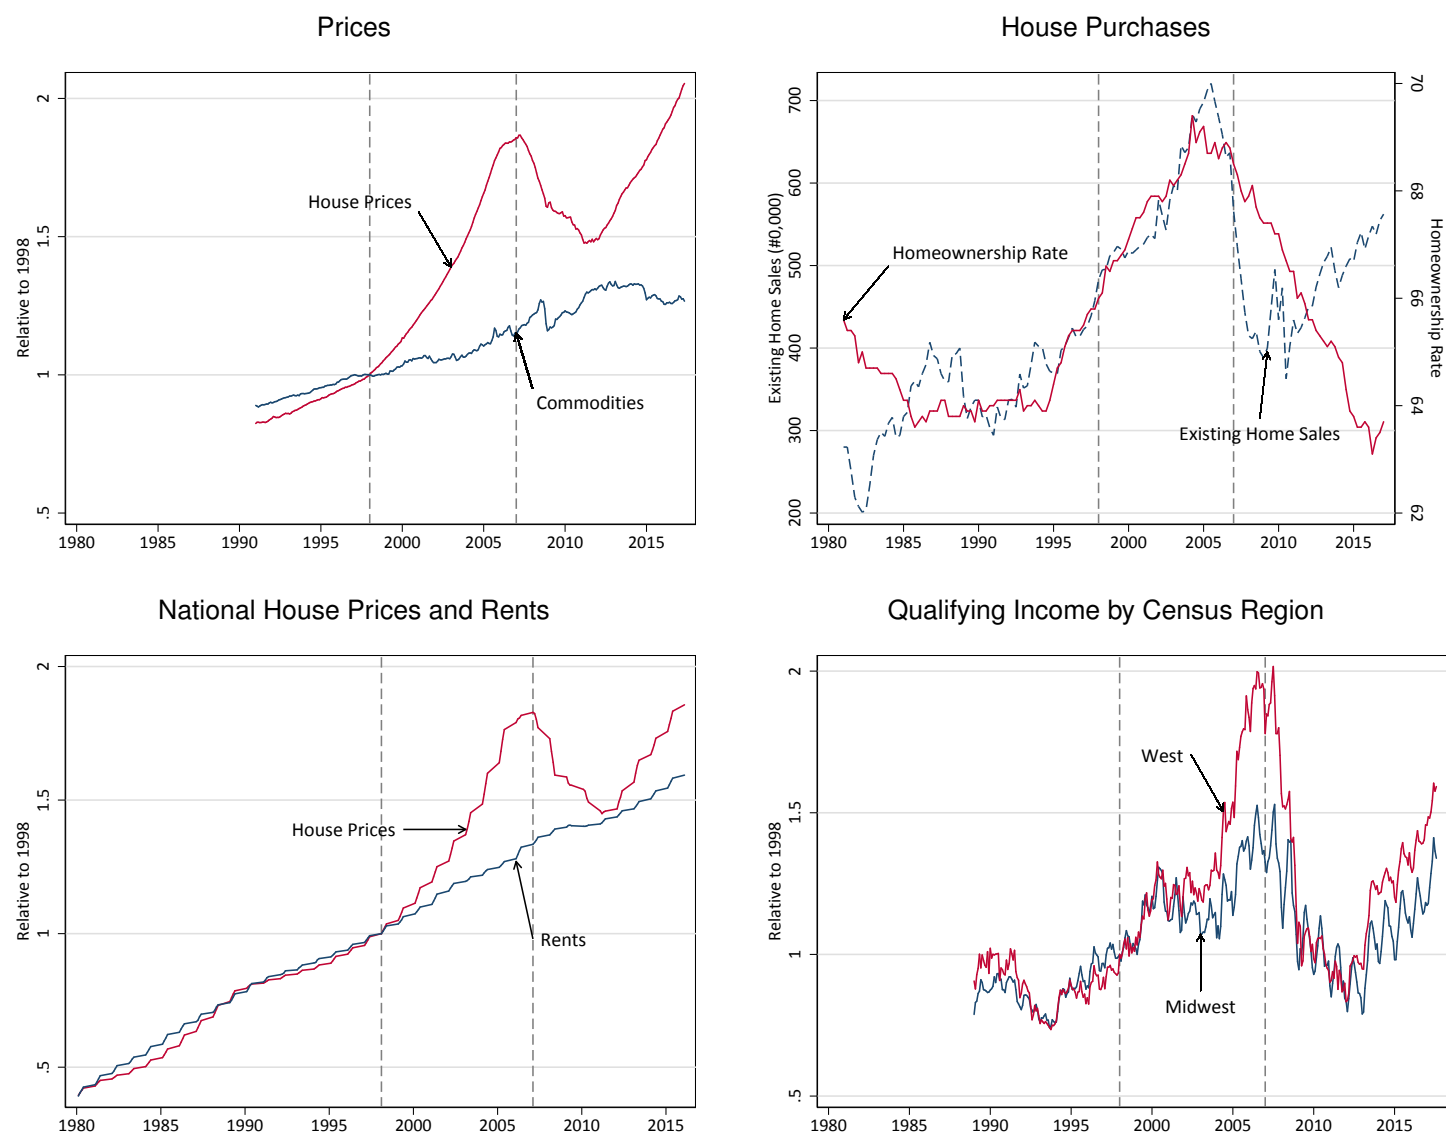 Prices
Relative to 1998
2
1.5
1
.5
House Prices
Commodities
1980 1985 1990 1995 2000 2005 2010 2015
House Purchases
Existing Home Sales (#0,000)
700
600
500
400
300
200
Homeownership Rate
Existing Home Sales
70
68
66
64
62
Homeownership Rate
1980 1985 1990 1995 2000 2005 2010 2015
National House Prices and Rents
Relative to 1998
2
1.5
1
.5
House Prices
Rents
1980 1985 1990 1995 2000 2005 2010 2015
Qualifying Income by Census Region
Relative to 1998
2
1.5
1
.5
West
Midwest
1980 1985 1990 1995 2000 2005 2010 2015